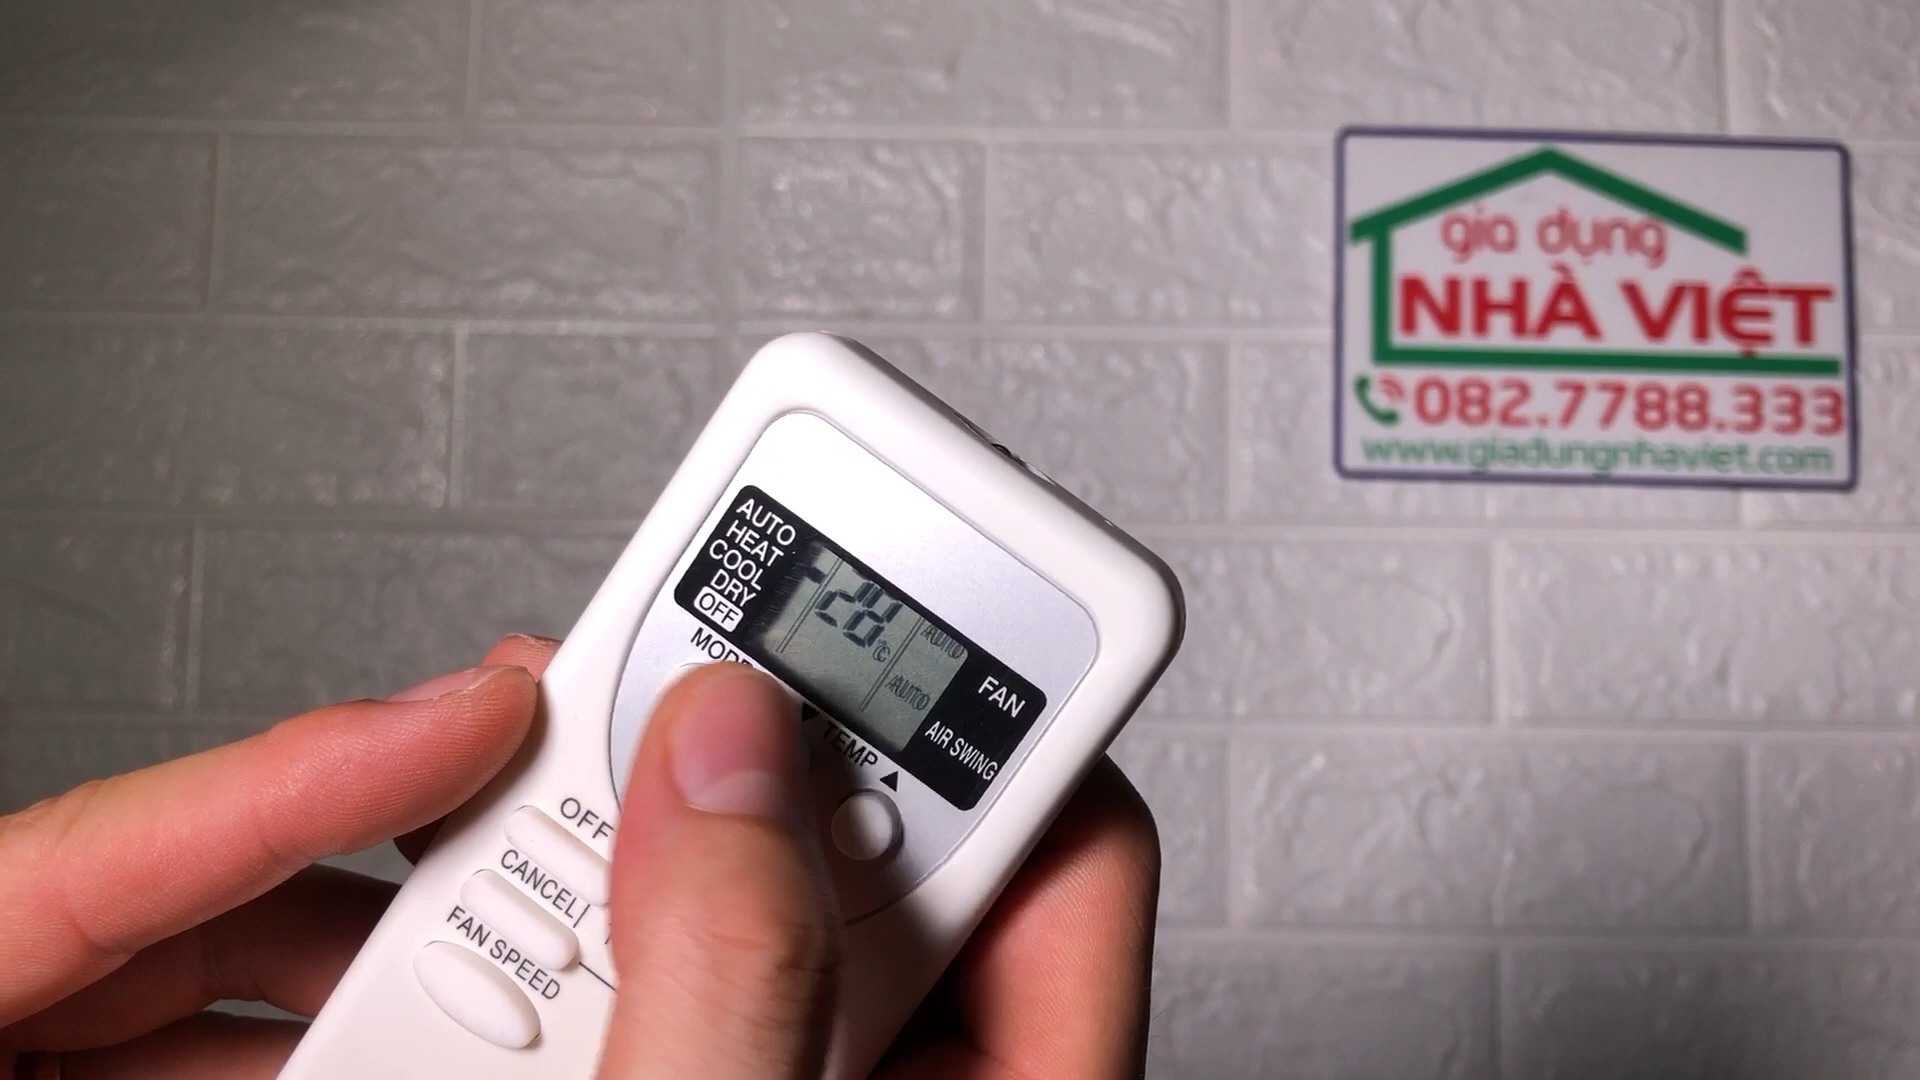 gia dụng
NHÀ VIỆT
082.7788.333
www.giadungnhaviet.com
AUTO
HEAT
COOL
DRY
OFF
28°C
AUTO
AUTO
FAN
AIR SWING
TEMP
OFF
CANCEL
FAN SPEED